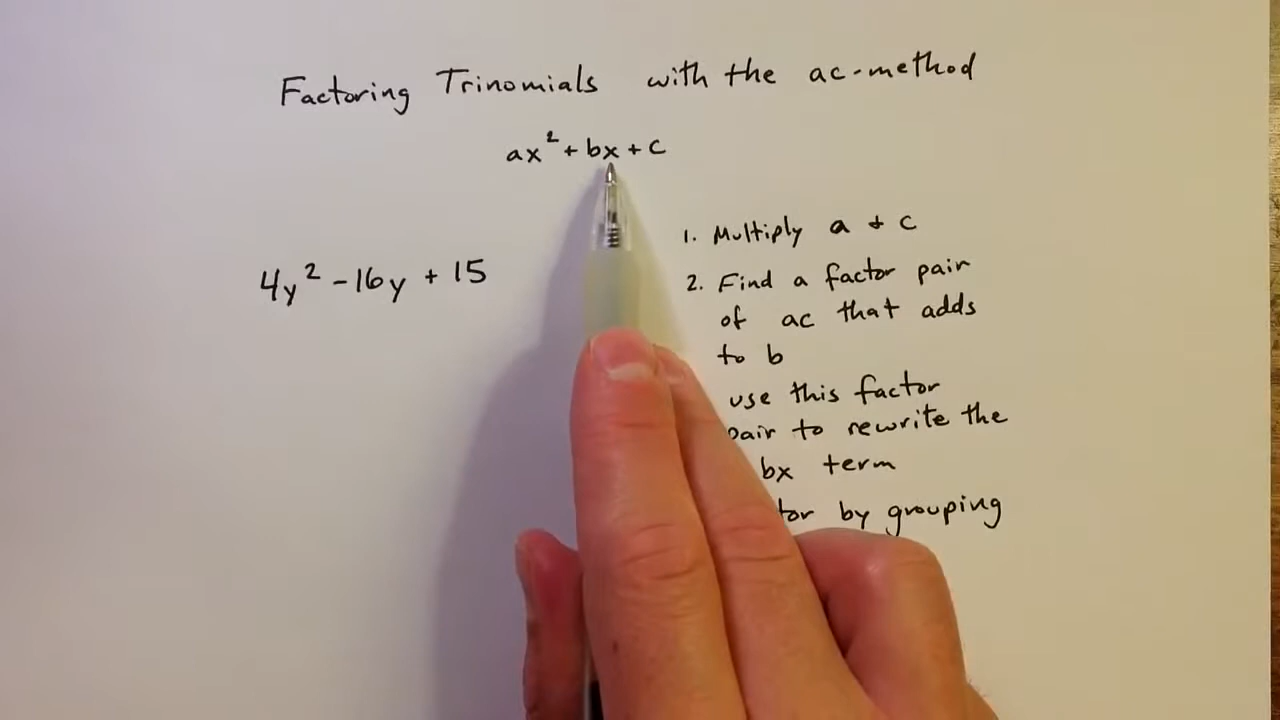 Factoring Trinomials with the ac-method
ax² + bx + c
4y² - 16y + 15
1. Multiply a & c
2. Find a factor pair
of ac that adds
to b
use this factor
to rewrite the
bx term
by grouping